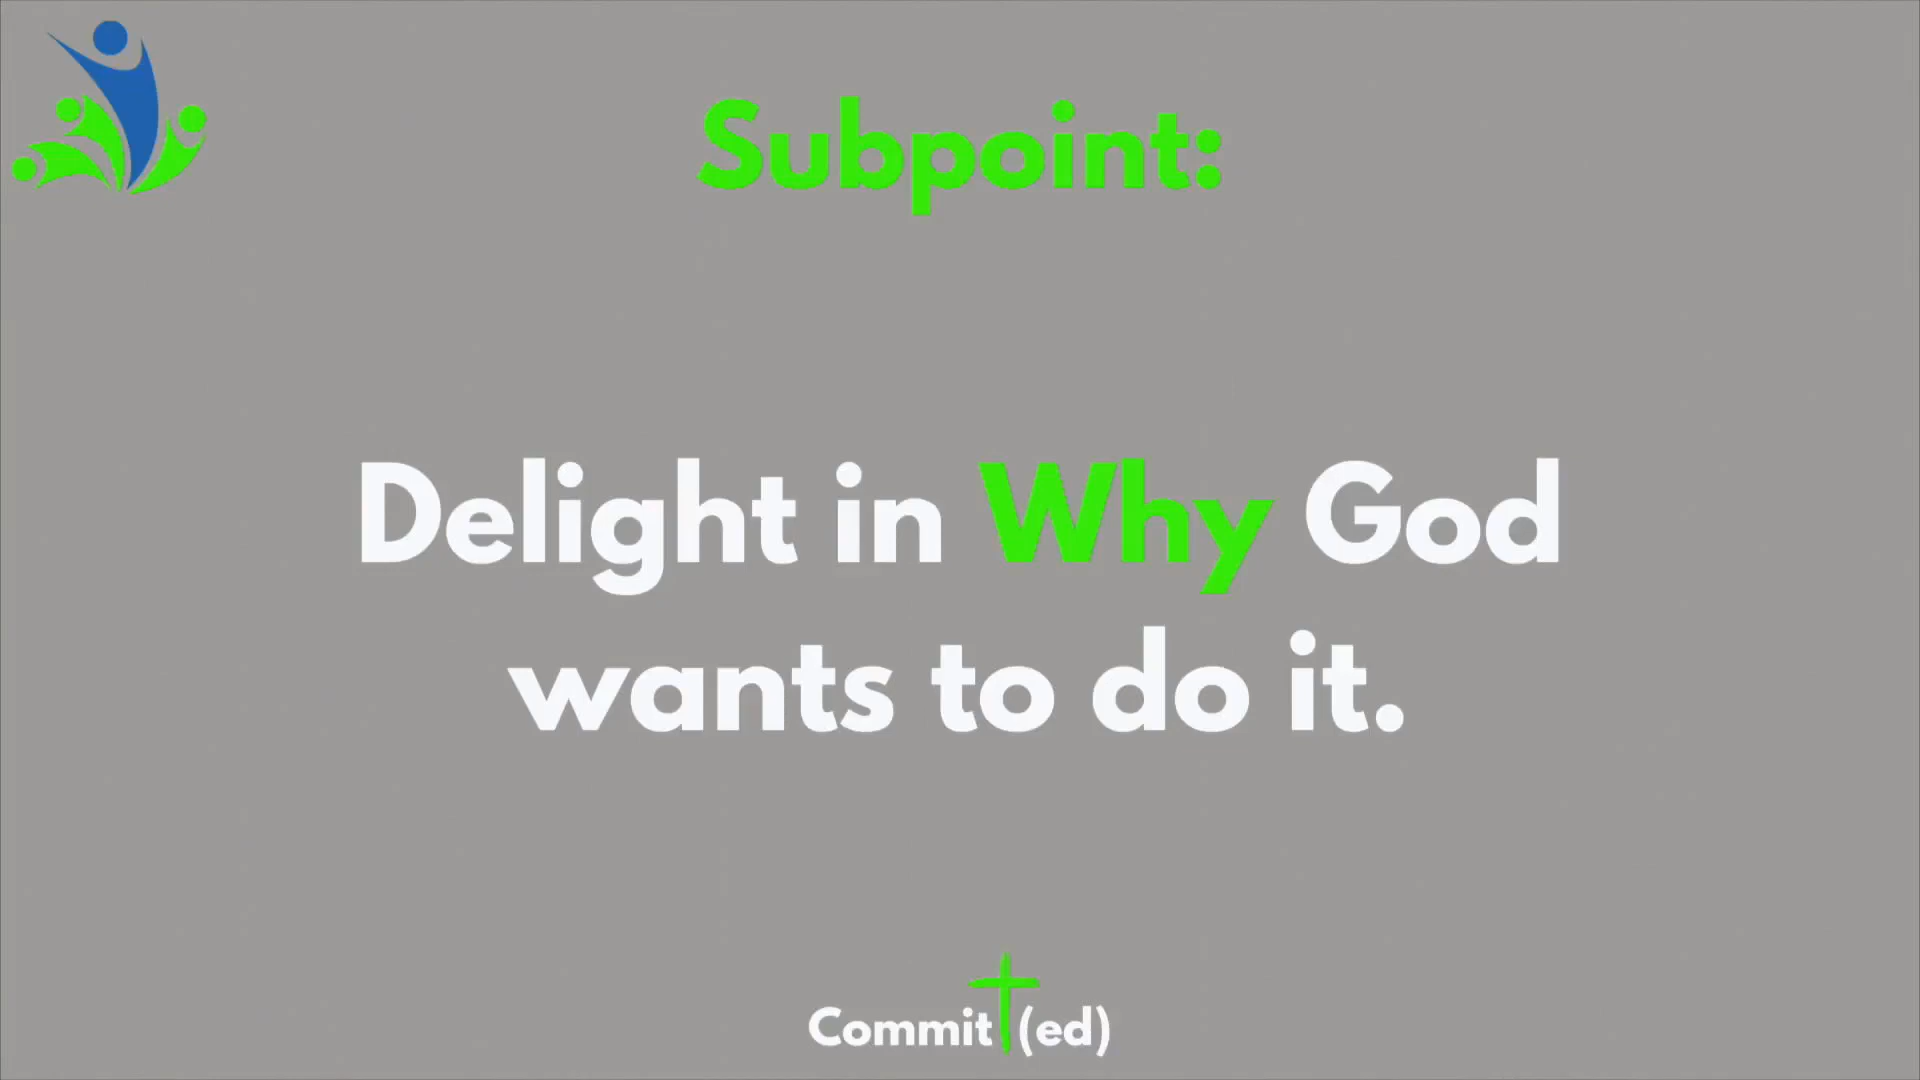 Subpoint:
Delight in Why God
wants to do it.
Commit(ed)